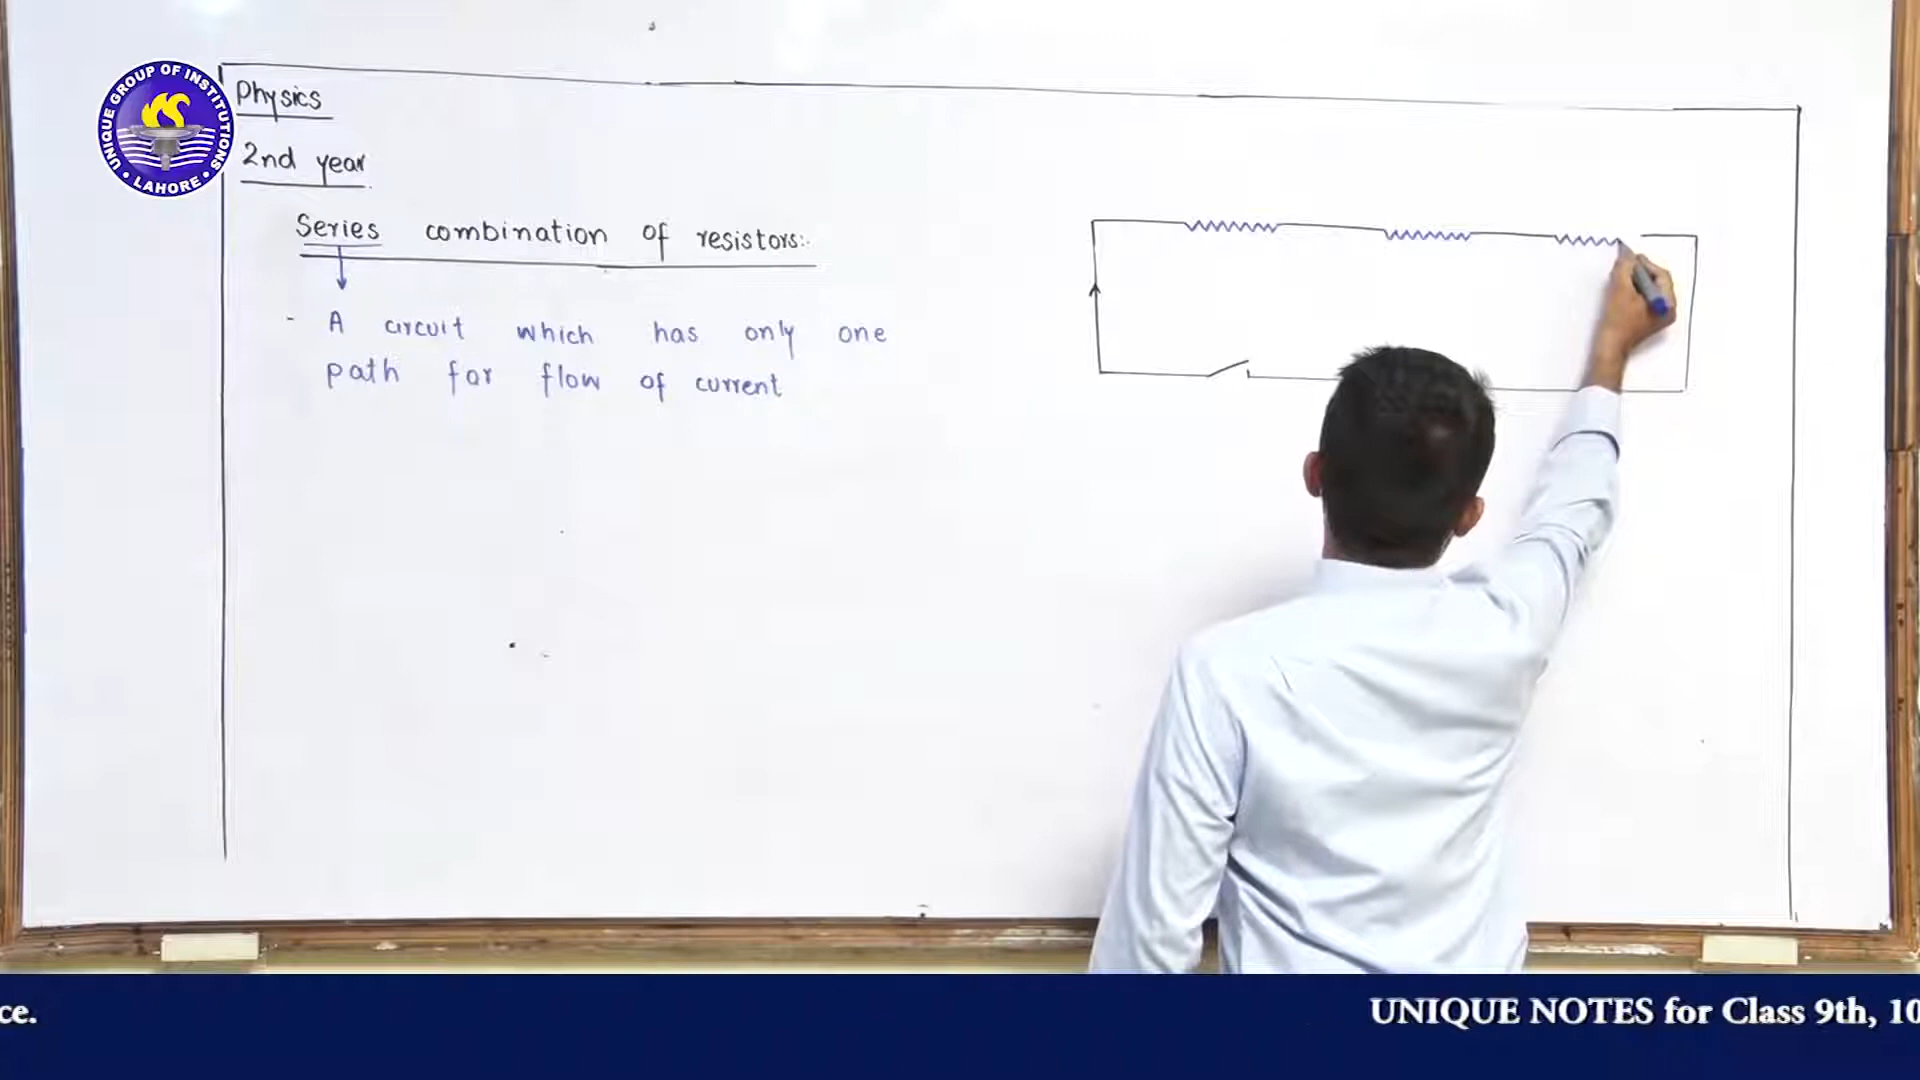 UNIQUE GROUP OF INSTITUTIONS
• LAHORE •
Physics
2nd year
Series combination of resistors:-
- A circuit which has only one
path for flow of current
ce.
UNIQUE NOTES for Class 9th, 10